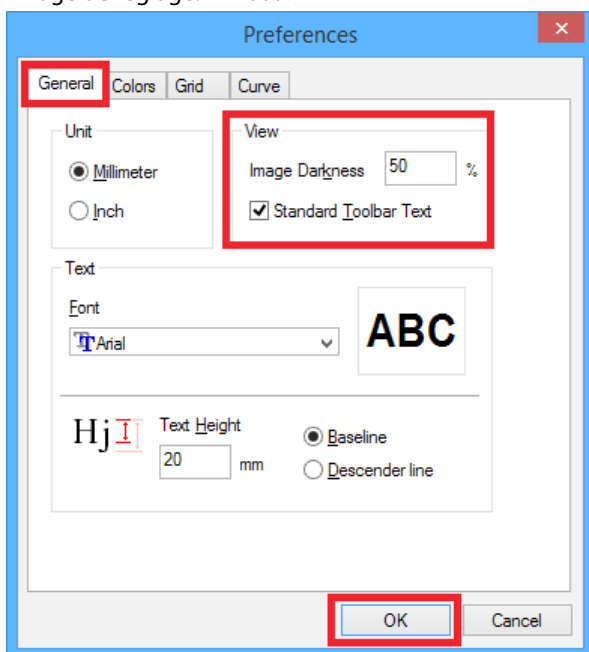 Preferences
General Colors Grid Curve
Unit
Millimeter
Inch
View
Image Darkness 50 %
Standard Toolbar Text
Text
Font
Arial
ABC
Hj
Text Height
20 mm
Baseline
Descender line
OK Cancel